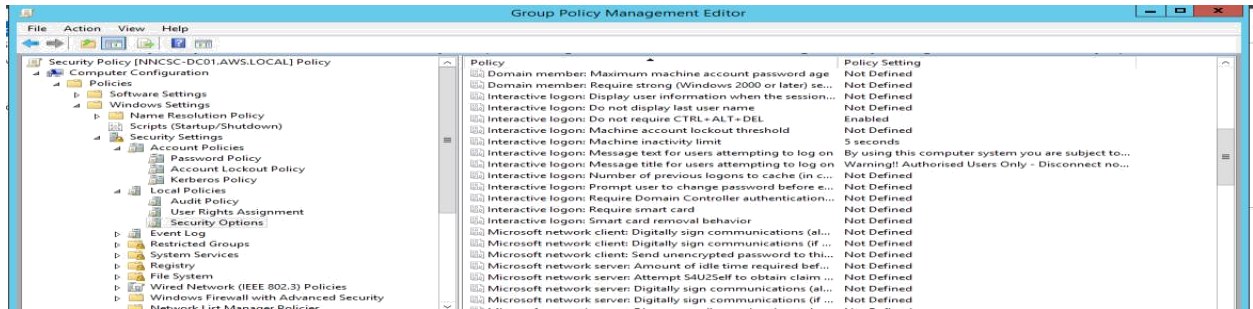 Group Policy Management Editor
File Action View Help
Security Policy [NNCSC-DC01.AWS.LOCAL] Policy
Computer Configuration
Policies
Software Settings
Windows Settings
Name Resolution Policy
Scripts (Startup/Shutdown)
Security Settings
Account Policies
Password Policy
Account Lockout Policy
Kerberos Policy
Local Policies
Audit Policy
User Rights Assignment
Security Options
Event Log
Restricted Groups
System Services
Registry
File System
Wired Network (IEEE 802.3) Policies
Windows Firewall with Advanced Security
Network List Manager Policies
Policy Policy Setting
Domain member: Maximum machine account password age Not Defined
Domain member: Require strong (Windows 2000 or later) se... Not Defined
Interactive logon: Display user information when the session... Not Defined
Interactive logon: Do not display last user name Not Defined
Interactive logon: Do not require CTRL+ALT+DEL Enabled
Interactive logon: Machine account lockout threshold Not Defined
Interactive logon: Machine inactivity limit 5 seconds
Interactive logon: Message text for users attempting to log on By using this computer system you are subject to...
Interactive logon: Message title for users attempting to log on Warning!! Authorised Users Only - Disconnect no...
Interactive logon: Number of previous logons to cache (in c... Not Defined
Interactive logon: Prompt user to change password before e... Not Defined
Interactive logon: Require Domain Controller authentication... Not Defined
Interactive logon: Require smart card Not Defined
Interactive logon: Smart card removal behavior Not Defined
Microsoft network client: Digitally sign communications (al... Not Defined
Microsoft network client: Digitally sign communications (if ... Not Defined
Microsoft network client: Send unencrypted password to thi... Not Defined
Microsoft network server: Amount of idle time required bef... Not Defined
Microsoft network server: Attempt S4U2Self to obtain claim ... Not Defined
Microsoft network server: Digitally sign communications (al... Not Defined
Microsoft network server: Digitally sign communications (if ... Not Defined